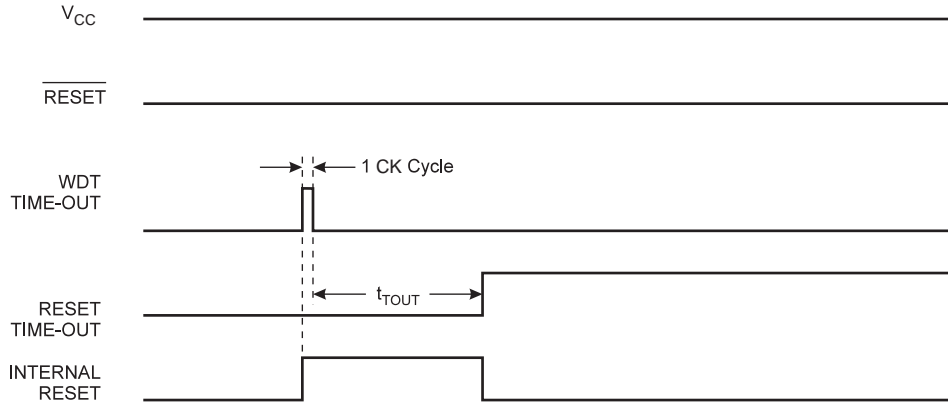 VCC
RESET
1 CK Cycle
WDT
TIME-OUT
tTOUT
RESET
TIME-OUT
INTERNAL
RESET